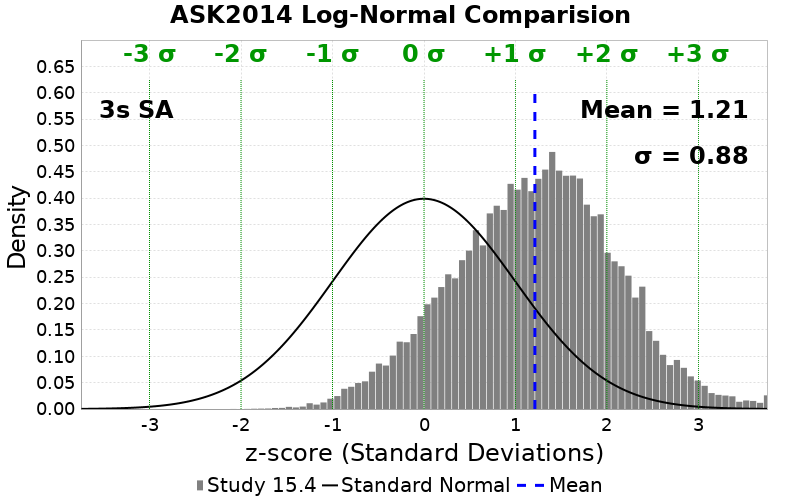 ASK2014 Log-Normal Comparision
-3 σ -2 σ -1 σ 0 σ +1 σ +2 σ +3 σ
3s SA
Mean = 1.21
σ = 0.88
Density
0.65
0.60
0.55
0.50
0.45
0.40
0.35
0.30
0.25
0.20
0.15
0.10
0.05
0.00
-3 -2 -1 0 1 2 3
z-score (Standard Deviations)
Study 15.4 Standard Normal Mean